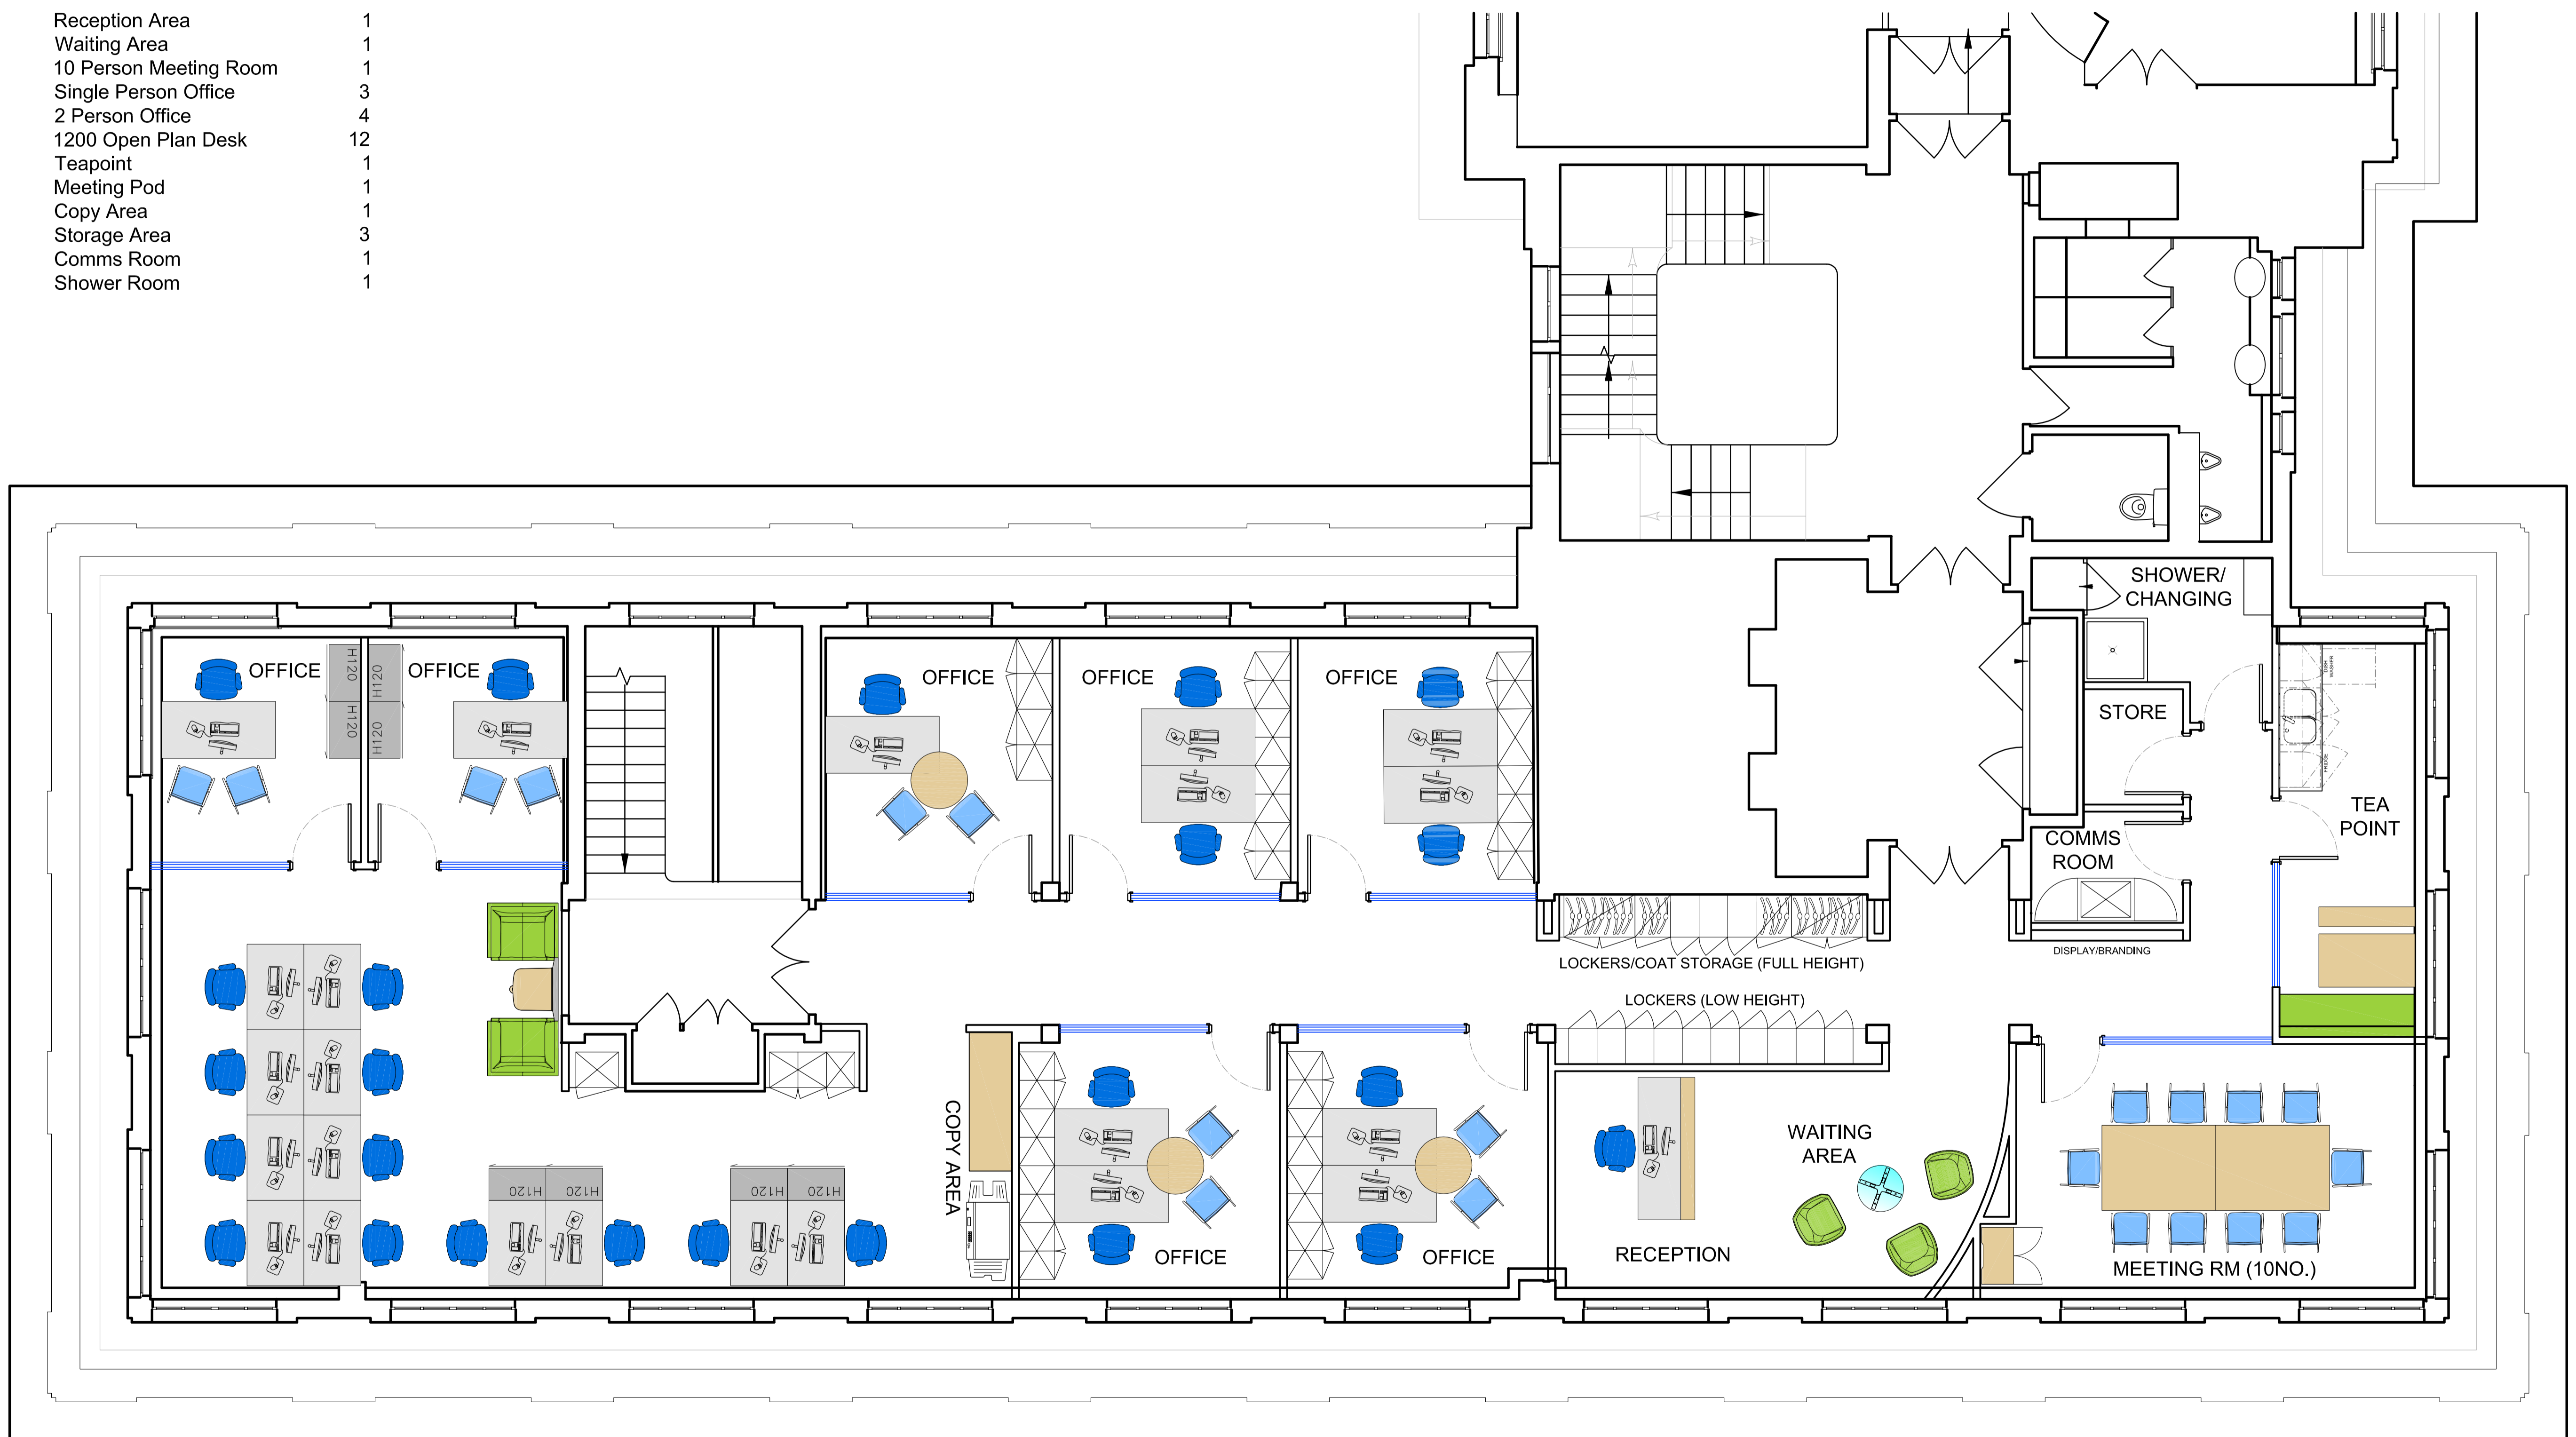 Reception Area 1
Waiting Area 1
10 Person Meeting Room 1
Single Person Office 3
2 Person Office 4
1200 Open Plan Desk 12
Teapoint 1
Meeting Pod 1
Copy Area 1
Storage Area 3
Comms Room 1
Shower Room 1
SHOWER/
CHANGING
OFFICE
H120
H120
H120
H120
OFFICE
OFFICE
OFFICE
OFFICE
STORE
DISH
WASHER
FRIDGE
TEA
POINT
COMMS
ROOM
DISPLAY/BRANDING
LOCKERS/COAT STORAGE (FULL HEIGHT)
LOCKERS (LOW HEIGHT)
COPY AREA
WAITING
AREA
H120
H120
H120
H120
OFFICE
OFFICE
RECEPTION
MEETING RM (10NO.)